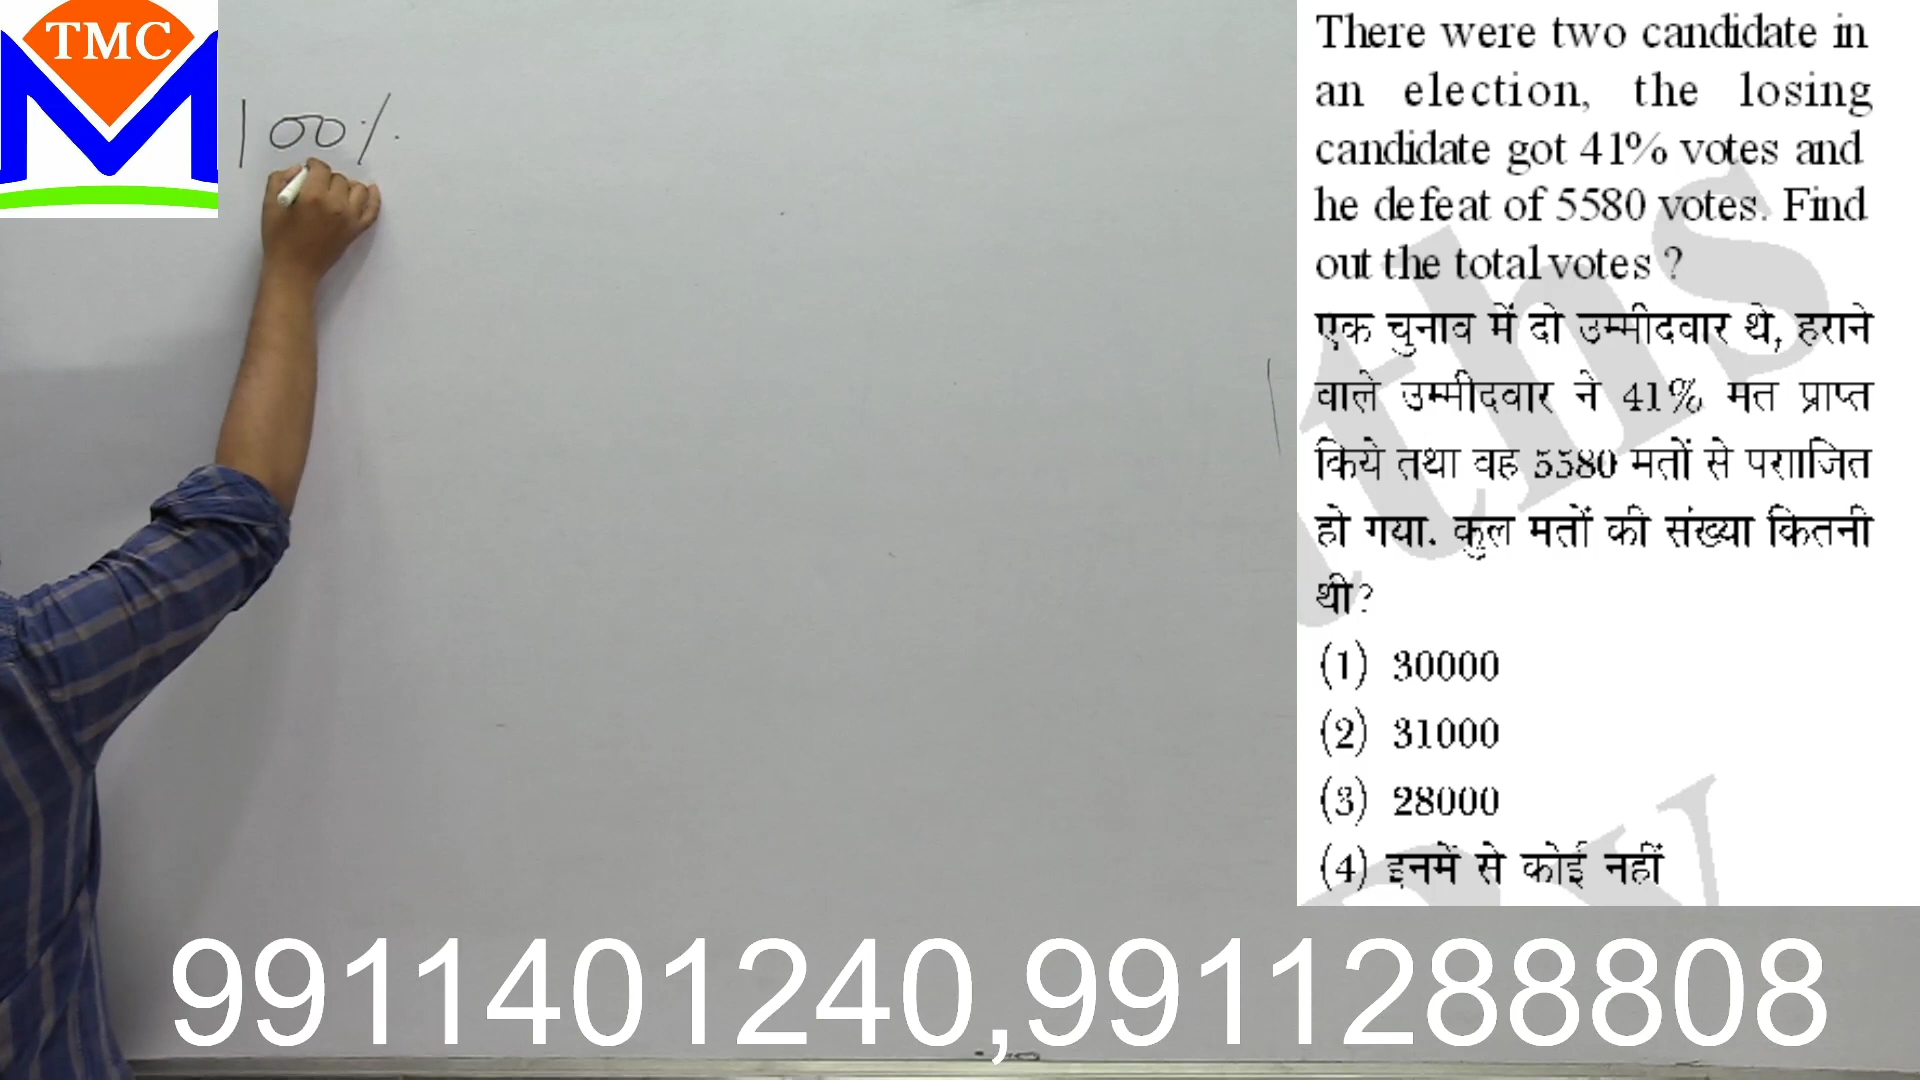 TMC
100%
There were two candidate in
an election, the losing
candidate got 41% votes and
he defeat of 5580 votes. Find
out the total votes ?
एक चुनाव में दो उम्मीदवार थे, हराने
वाले उम्मीदवार ने 41% मत प्राप्त
किये तथा वह 5580 मतों से पराजित
हो गया. कुल मतों की संख्या कितनी
थी?
(1) 30000
(2) 31000
(3) 28000
(4) इनमें से कोई नहीं
9911401240,9911288808